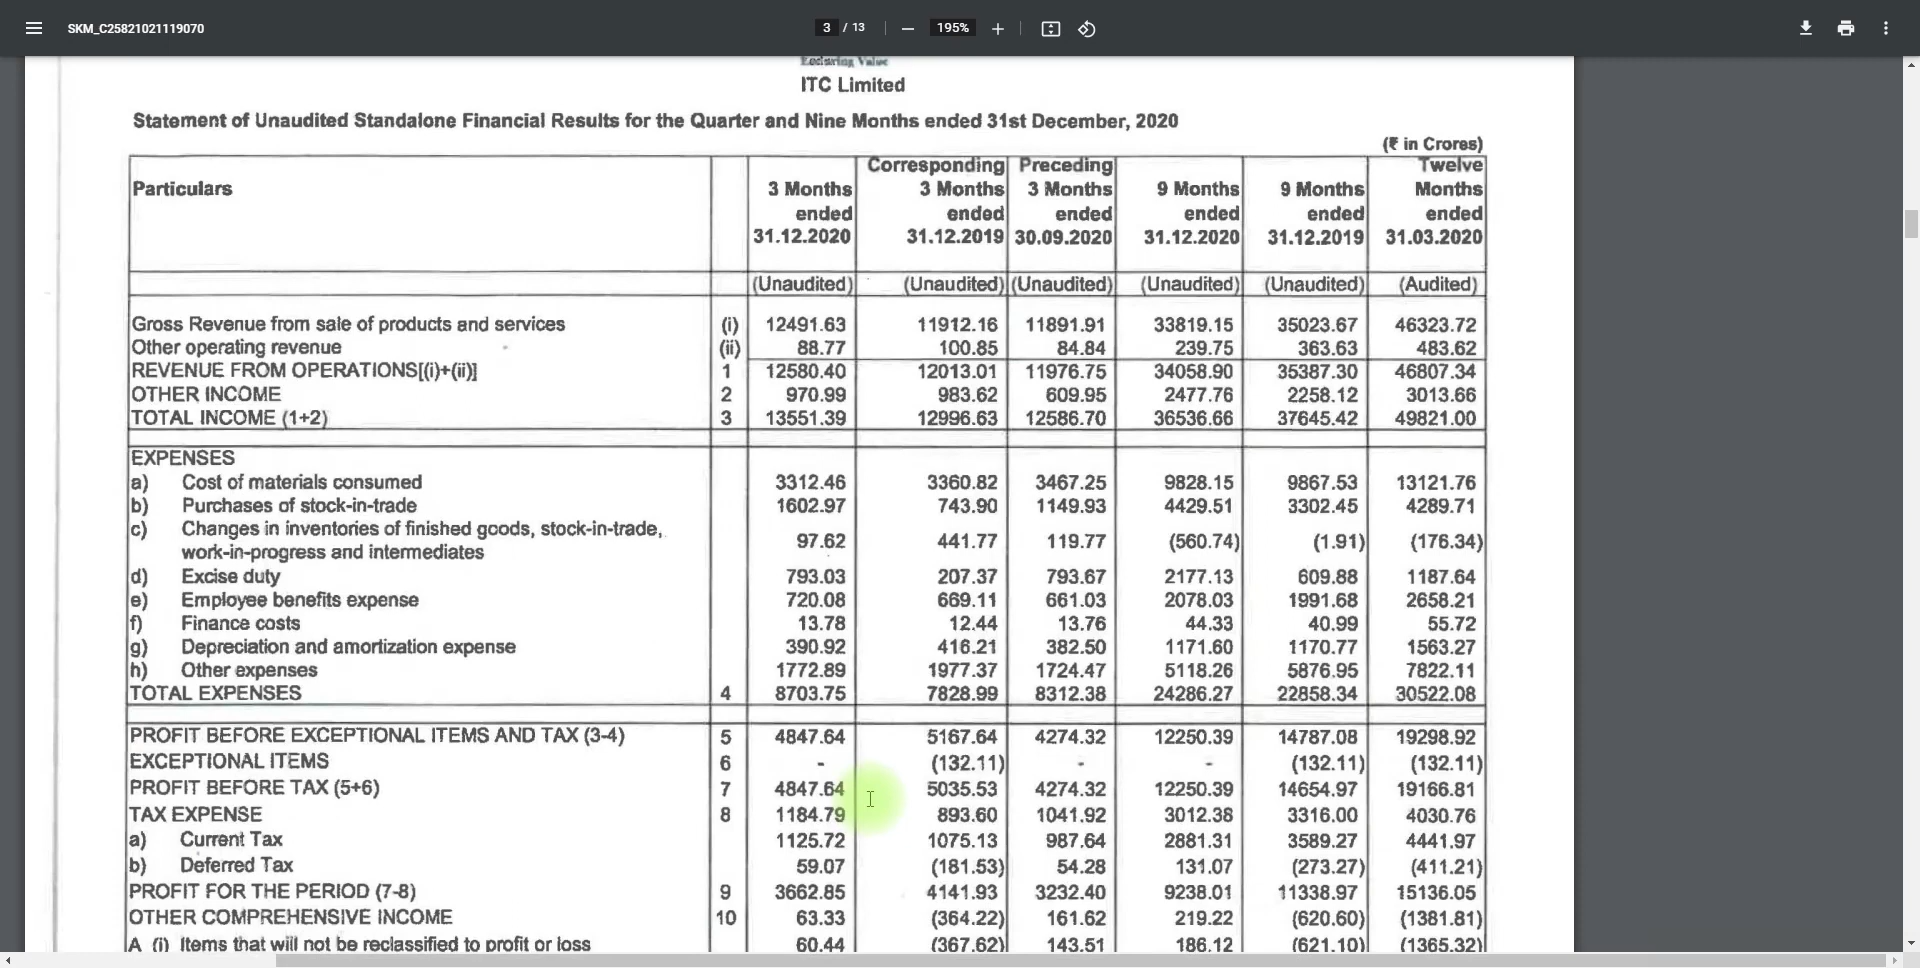 SKM_C25821021119070
3 / 13
195%
Enduring Value
ITC Limited
Statement of Unaudited Standalone Financial Results for the Quarter and Nine Months ended 31st December, 2020
(₹ in Crores)
Particulars 3 Months ended 31.12.2020 Corresponding 3 Months ended 31.12.2019 Preceding 3 Months ended 30.09.2020 9 Months ended 31.12.2020 9 Months ended 31.12.2019 Twelve Months ended 31.03.2020
(Unaudited) (Unaudited) (Unaudited) (Unaudited) (Unaudited) (Audited)
Gross Revenue from sale of products and services (i) 12491.63 11912.16 11891.91 33819.15 35023.67 46323.72
Other operating revenue (ii) 88.77 100.85 84.84 239.75 363.63 483.62
REVENUE FROM OPERATIONS[(i)+(ii)] 1 12580.40 12013.01 11976.75 34058.90 35387.30 46807.34
OTHER INCOME 2 970.99 983.62 609.95 2477.76 2258.12 3013.66
TOTAL INCOME (1+2) 3 13551.39 12996.63 12586.70 36536.66 37645.42 49821.00
EXPENSES
a) Cost of materials consumed 3312.46 3360.82 3467.25 9828.15 9867.53 13121.76
b) Purchases of stock-in-trade 1602.97 743.90 1149.93 4429.51 3302.45 4289.71
c) Changes in inventories of finished goods, stock-in-trade,
work-in-progress and intermediates 97.62 441.77 119.77 (560.74) (1.91) (176.34)
d) Excise duty 793.03 207.37 793.67 2177.13 609.88 1187.64
e) Employee benefits expense 720.08 669.11 661.03 2078.03 1991.68 2658.21
f) Finance costs 13.78 12.44 13.76 44.33 40.99 55.72
g) Depreciation and amortization expense 390.92 416.21 382.50 1171.60 1170.77 1563.27
h) Other expenses 1772.89 1977.37 1724.47 5118.26 5876.95 7822.11
TOTAL EXPENSES 4 8703.75 7828.99 8312.38 24286.27 22858.34 30522.08
PROFIT BEFORE EXCEPTIONAL ITEMS AND TAX (3-4) 5 4847.64 5167.64 4274.32 12250.39 14787.08 19298.92
EXCEPTIONAL ITEMS 6 - (132.11) - - (132.11) (132.11)
PROFIT BEFORE TAX (5+6) 7 4847.64 5035.53 4274.32 12250.39 14654.97 19166.81
TAX EXPENSE 8 1184.79 893.60 1041.92 3012.38 3316.00 4030.76
a) Current Tax 1125.72 1075.13 987.64 2881.31 3589.27 4441.97
b) Deferred Tax 59.07 (181.53) 54.28 131.07 (273.27) (411.21)
PROFIT FOR THE PERIOD (7-8) 9 3662.85 4141.93 3232.40 9238.01 11338.97 15136.05
OTHER COMPREHENSIVE INCOME 10 63.33 (364.22) 161.62 219.22 (620.60) (1381.81)
A (i) Items that will not be reclassified to profit or loss 60.44 (367.62) 143.51 186.12 (621.10) (1365.32)